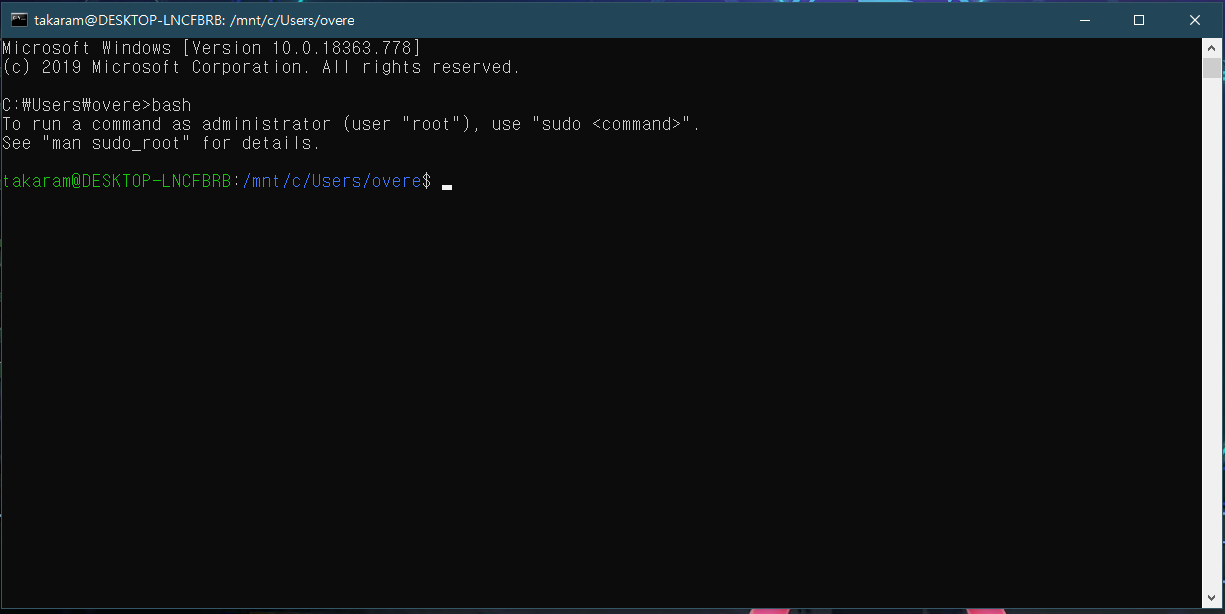 takaram@DESKTOP-LNCFBRB: /mnt/c/Users/overe
Microsoft Windows [Version 10.0.18363.778]
(c) 2019 Microsoft Corporation. All rights reserved.
C:₩Users₩overe>bash
To run a command as administrator (user "root"), use "sudo <command>".
See "man sudo_root" for details.
takaram@DESKTOP-LNCFBRB:/mnt/c/Users/overe$